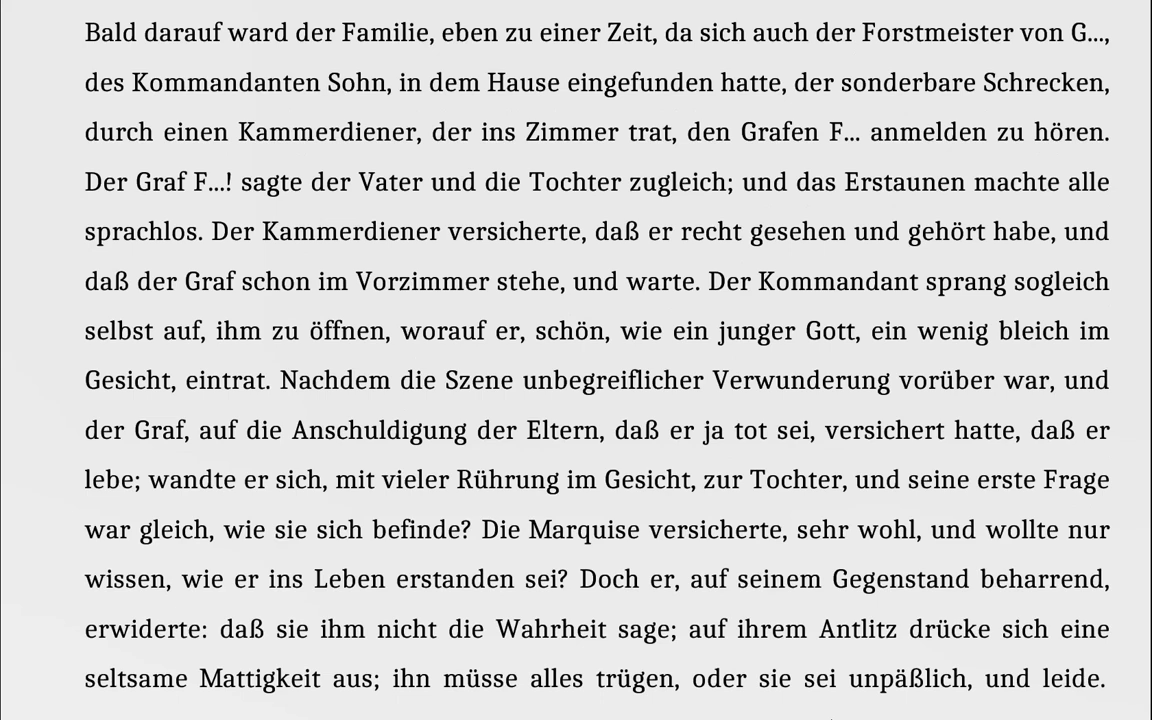 Bald darauf ward der Familie, eben zu einer Zeit, da sich auch der Forstmeister von G...,
des Kommandanten Sohn, in dem Hause eingefunden hatte, der sonderbare Schrecken,
durch einen Kammerdiener, der ins Zimmer trat, den Grafen F... anmelden zu hören.
Der Graf F...! sagte der Vater und die Tochter zugleich; und das Erstaunen machte alle
sprachlos. Der Kammerdiener versicherte, daß er recht gesehen und gehört habe, und
daß der Graf schon im Vorzimmer stehe, und warte. Der Kommandant sprang sogleich
selbst auf, ihm zu öffnen, worauf er, schön, wie ein junger Gott, ein wenig bleich im
Gesicht, eintrat. Nachdem die Szene unbegreiflicher Verwunderung vorüber war, und
der Graf, auf die Anschuldigung der Eltern, daß er ja tot sei, versichert hatte, daß er
lebe; wandte er sich, mit vieler Rührung im Gesicht, zur Tochter, und seine erste Frage
war gleich, wie sie sich befinde? Die Marquise versicherte, sehr wohl, und wollte nur
wissen, wie er ins Leben erstanden sei? Doch er, auf seinem Gegenstand beharrend,
erwiderte: daß sie ihm nicht die Wahrheit sage; auf ihrem Antlitz drücke sich eine
seltsame Mattigkeit aus; ihn müsse alles trügen, oder sie sei unpäßlich, und leide.